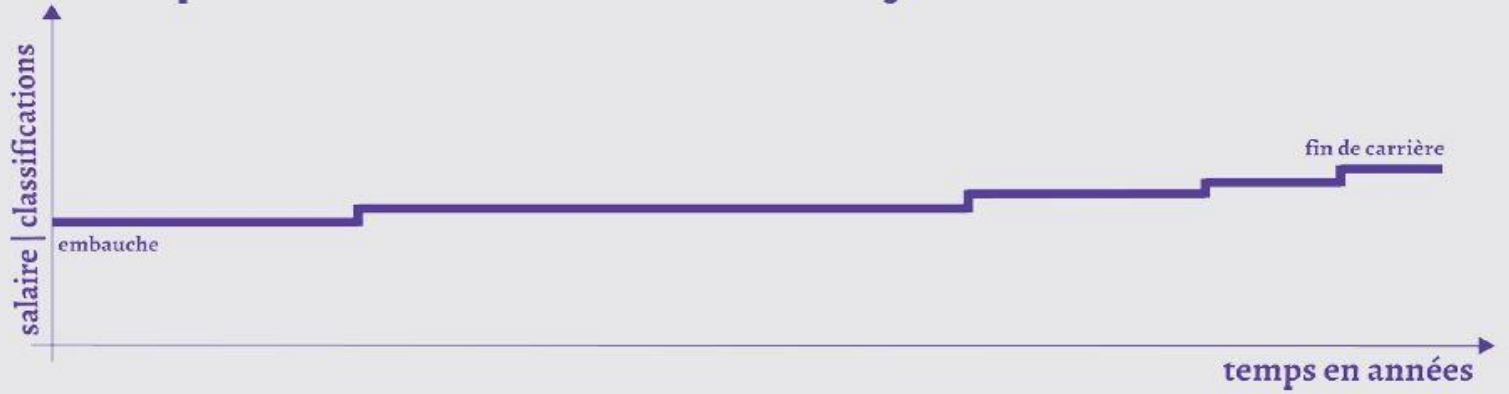 salaire | classifications
fin de carrière
embauche
temps en années